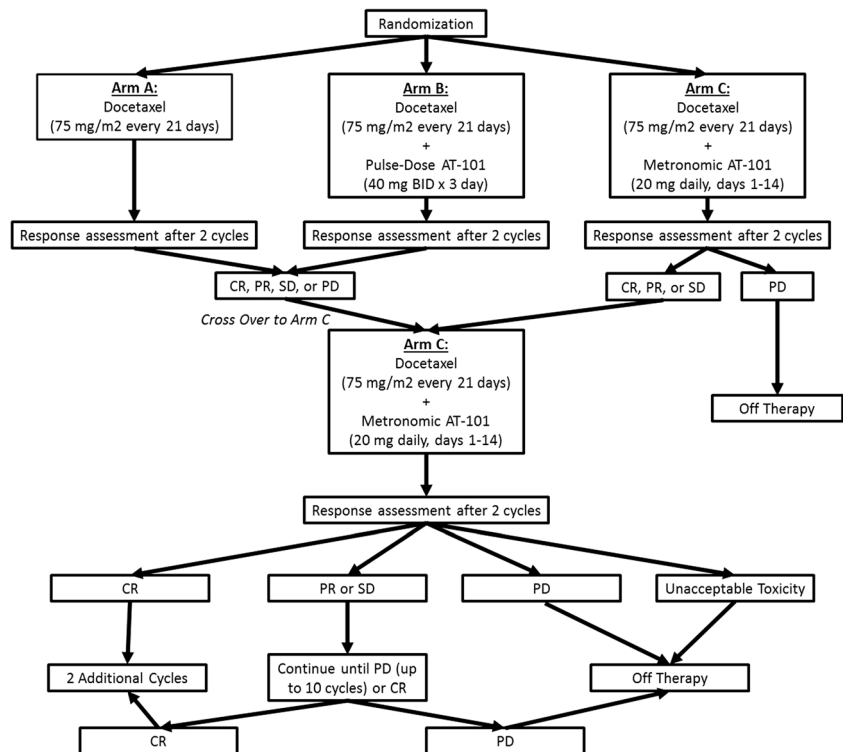 Randomization
Arm A:
Docetaxel
(75 mg/m2 every 21 days)
Arm B:
Docetaxel
(75 mg/m2 every 21 days)
+
Pulse-Dose AT-101
(40 mg BID x 3 day)
Arm C:
Docetaxel
(75 mg/m2 every 21 days)
+
Metronomic AT-101
(20 mg daily, days 1-14)
Response assessment after 2 cycles
Response assessment after 2 cycles
Response assessment after 2 cycles
CR, PR, SD, or PD
CR, PR, or SD
PD
Cross Over to Arm C
Arm C:
Docetaxel
(75 mg/m2 every 21 days)
+
Metronomic AT-101
(20 mg daily, days 1-14)
Off Therapy
Response assessment after 2 cycles
CR
PR or SD
PD
Unacceptable Toxicity
2 Additional Cycles
Continue until PD (up
to 10 cycles) or CR
Off Therapy
CR
PD